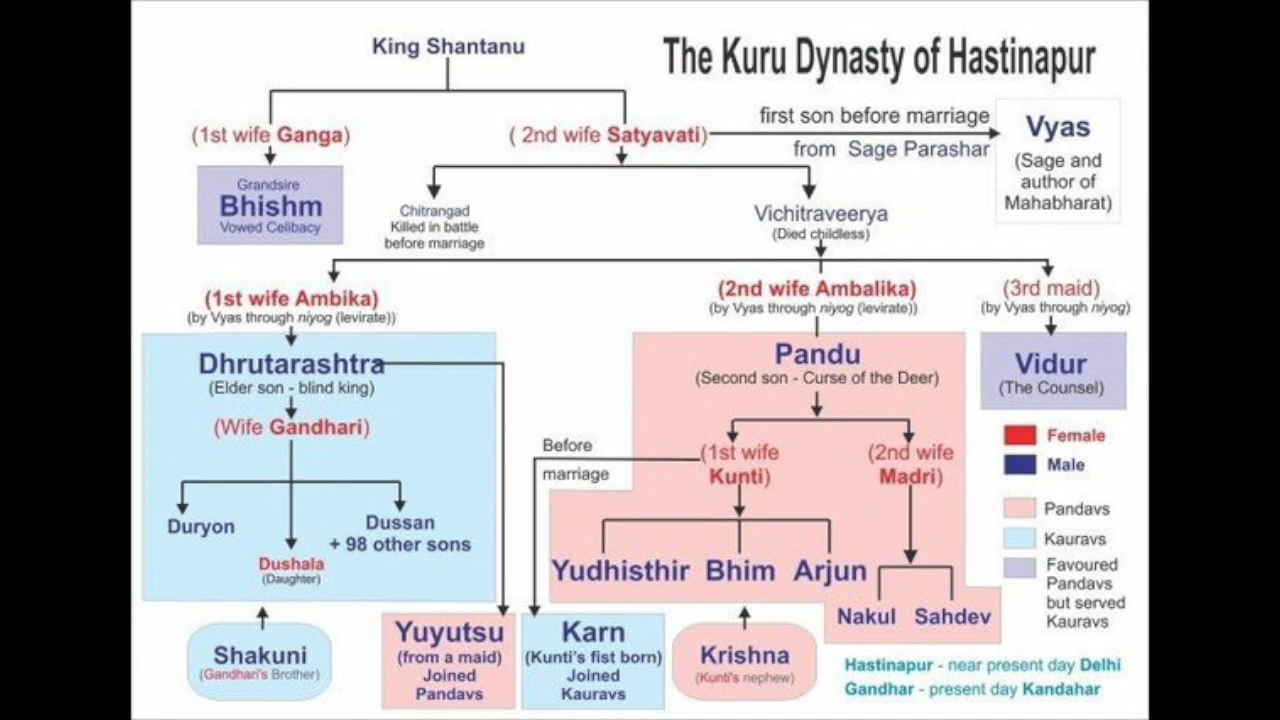 King Shantanu
The Kuru Dynasty of Hastinapur
(1st wife Ganga)
( 2nd wife Satyavati)
first son before marriage
from Sage Parashar
Vyas
(Sage and
author of
Mahabharat)
Grandsire
Bhishm
Vowed Celibacy
Chitrangad
Killed in battle
before marriage
Vichitraveerya
(Died childless)
(1st wife Ambika)
(by Vyas through niyog (levirate))
(2nd wife Ambalika)
(by Vyas through niyog (levirate))
(3rd maid)
(by Vyas through niyog)
Dhrutarashtra
(Elder son - blind king)
(Wife Gandhari)
Duryon
Dussan
+ 98 other sons
Dushala
(Daughter)
Pandu
(Second son - Curse of the Deer)
(1st wife
Kunti)
(2nd wife
Madri)
Before
marriage
Yudhisthir Bhim Arjun
Nakul Sahdev
Vidur
(The Counsel)
Female
Male
Pandavs
Kauravs
Favoured
Pandavs
but served
Kauravs
Shakuni
(Gandhari's Brother)
Yuyutsu
(from a maid)
Joined
Pandavs
Karn
(Kunti's fist born)
Joined
Kauravs
Krishna
(Kunti's nephew)
Hastinapur - near present day Delhi
Gandhar - present day Kandahar